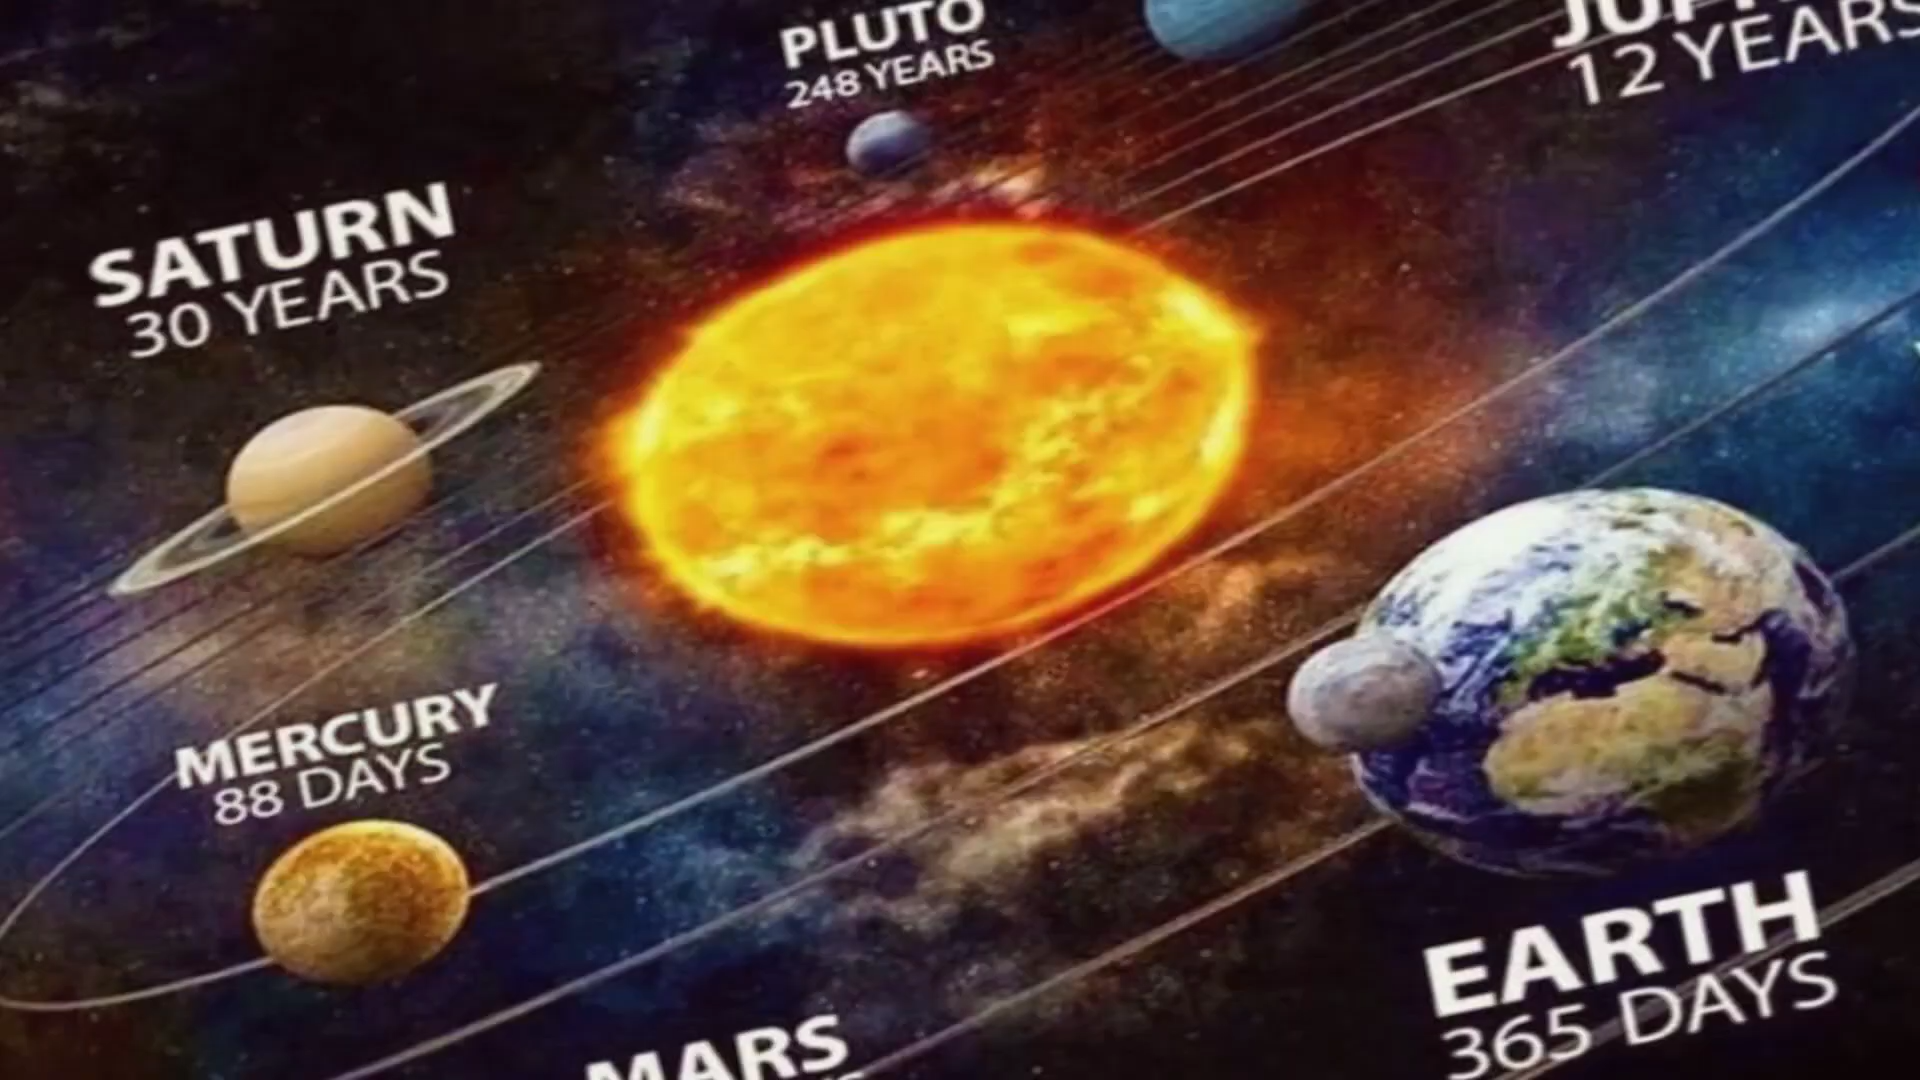 PLUTO
248 YEARS
12 YEARS
SATURN
30 YEARS
MERCURY
88 DAYS
EARTH
365 DAYS
MARS